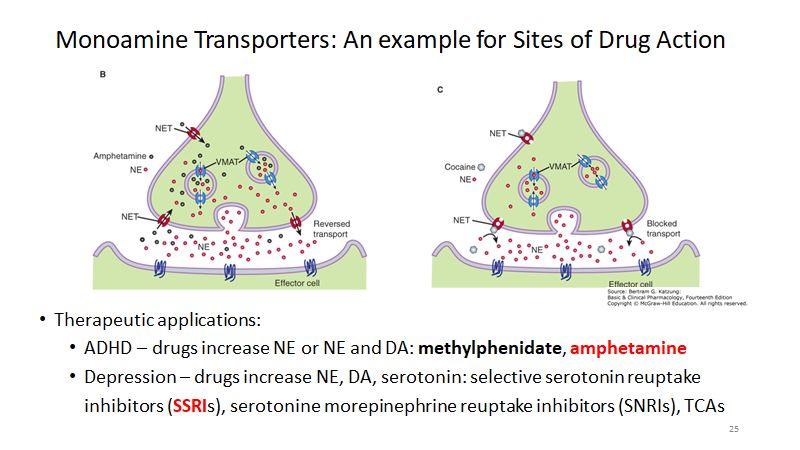 Monoamine Transporters: An example for Sites of Drug Action
B
NET
Amphetamine
NE
VMAT
NET
Reversed
transport
NE
Effector cell
C
NET
Cocaine
NE
VMAT
NET
Blocked
transport
NE
Effector cell
Source: Bertram G. Katzung:
Basic & Clinical Pharmacology, Fourteenth Edition
Copyright © McGraw-Hill Education. All rights reserved.
• Therapeutic applications:
• ADHD – drugs increase NE or NE and DA: methylphenidate, amphetamine
• Depression – drugs increase NE, DA, serotonin: selective serotonin reuptake
inhibitors (SSRIs), serotonine morepinephrine reuptake inhibitors (SNRIs), TCAs
25